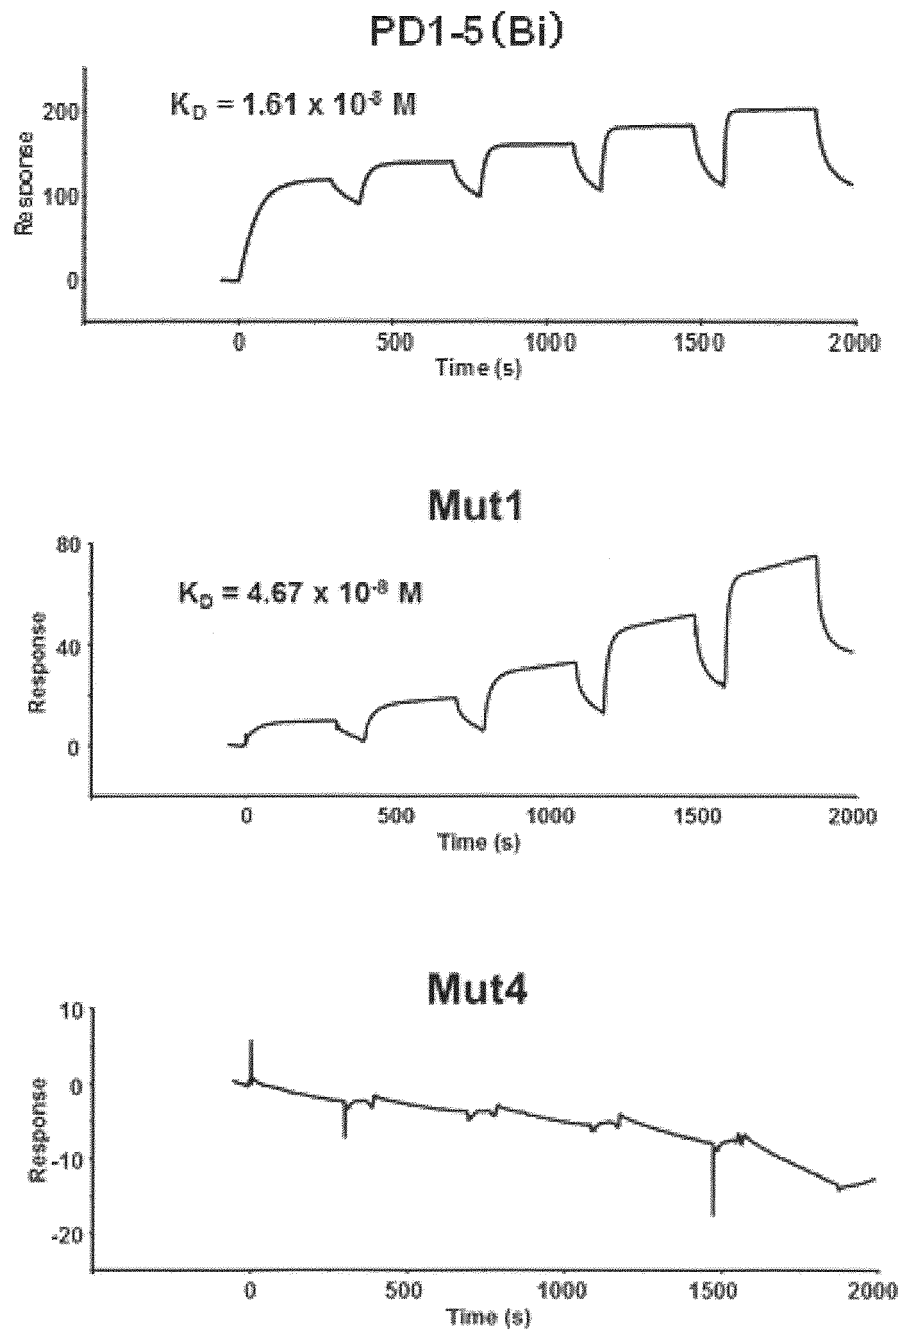 PD1-5(Bi)
K_D = 1.61 x 10^-8 M
Response
200
100
0
0 500 1000 1500 2000
Time (s)
Mut1
K_D = 4.67 x 10^-8 M
Response
80
40
0
0 500 1000 1500 2000
Time (s)
Mut4
Response
10
0
-10
-20
0 500 1000 1500 2000
Time (s)